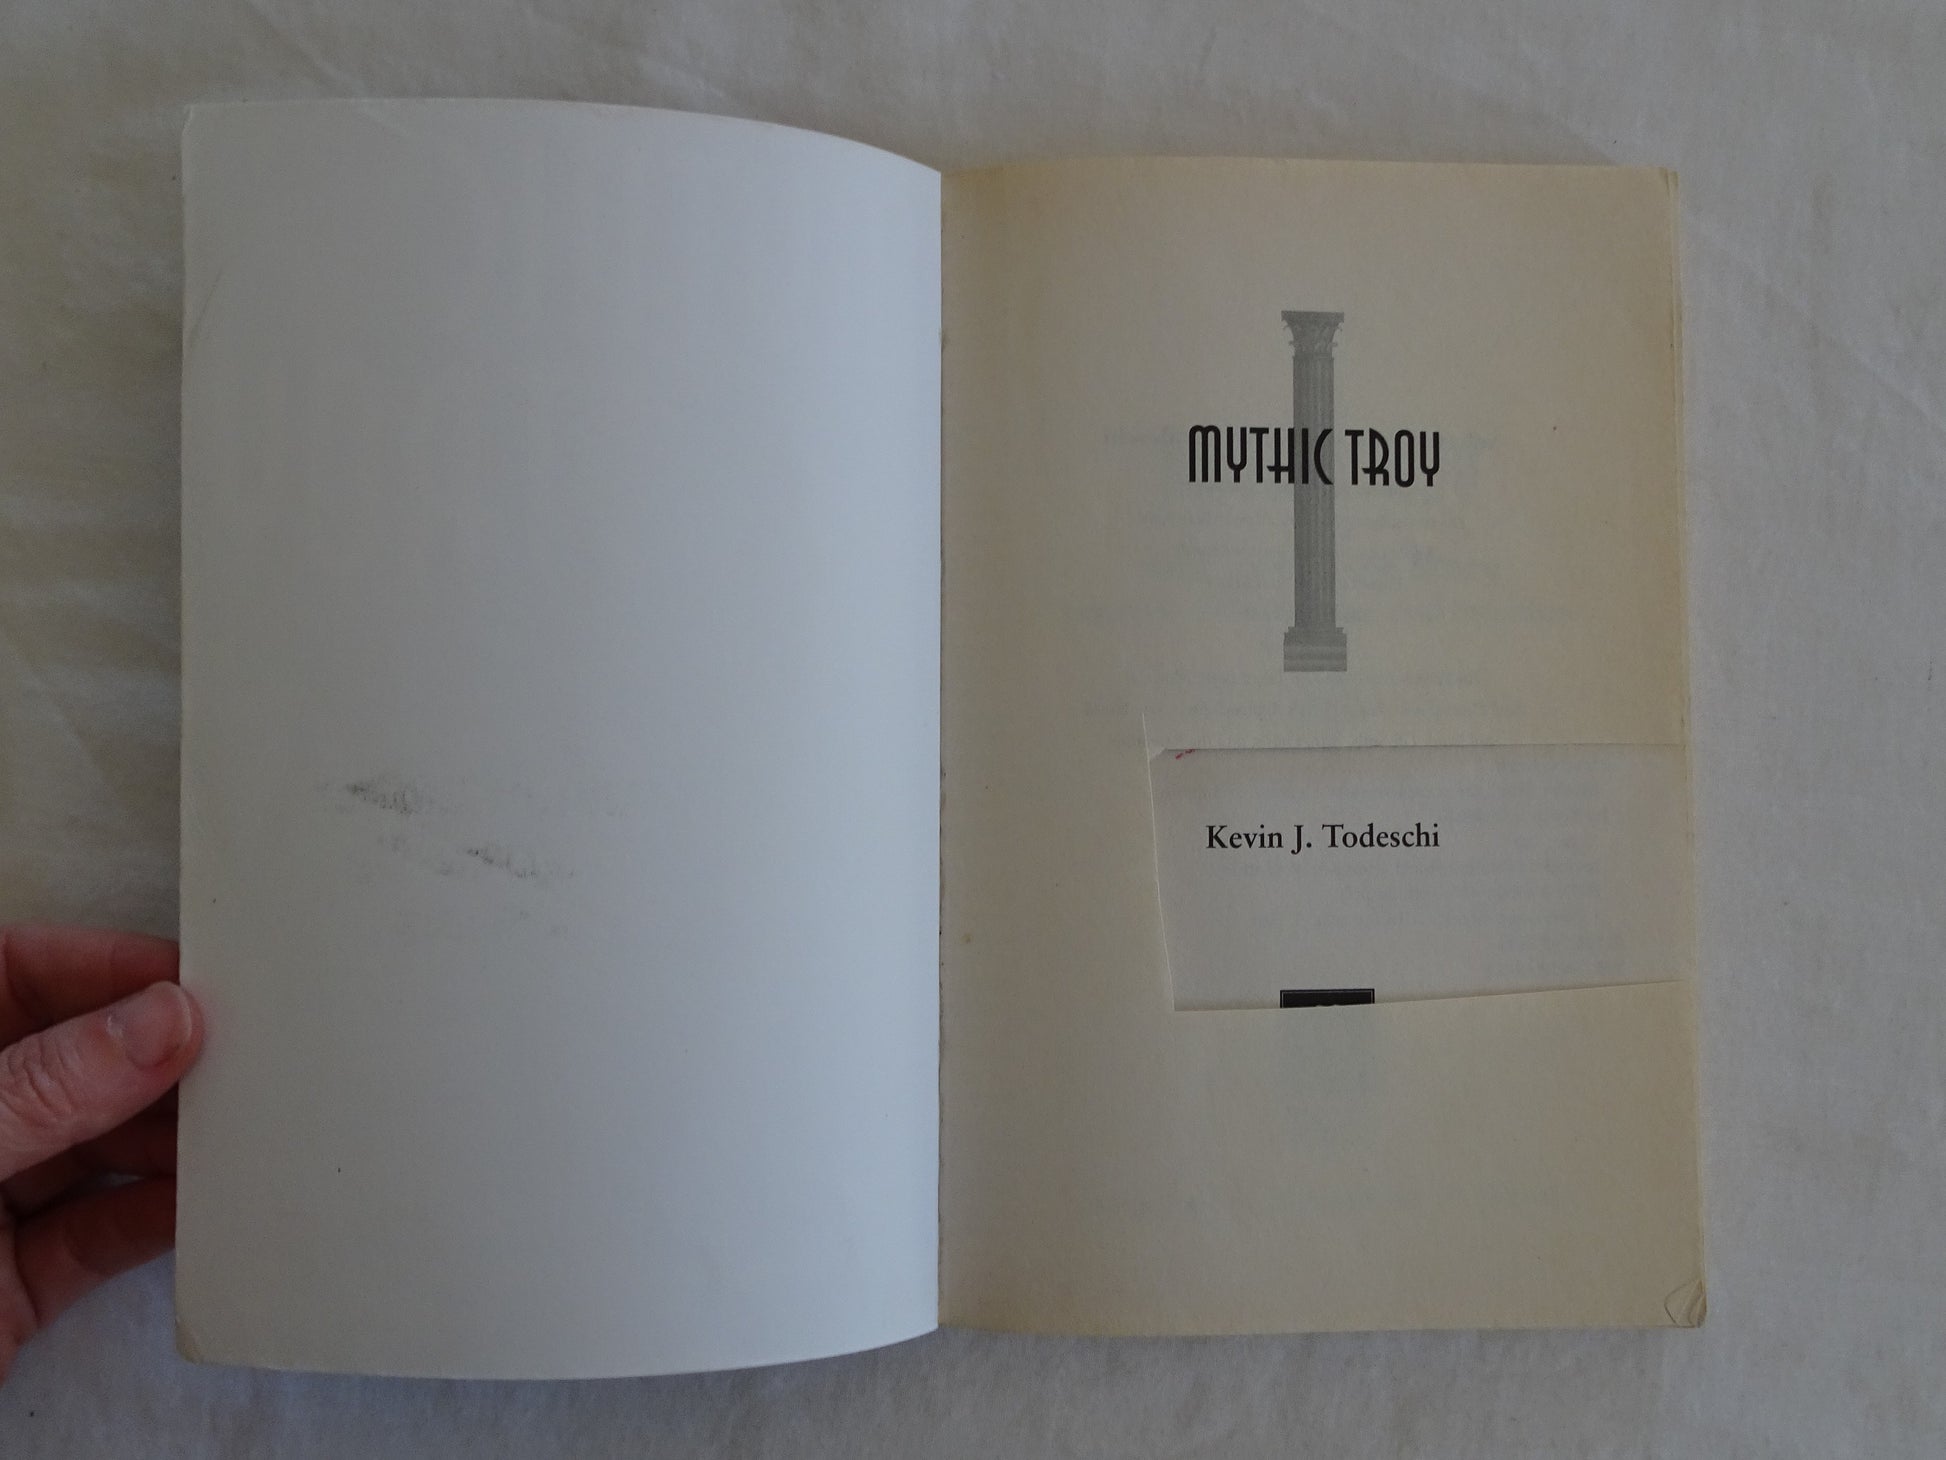 MYTHIC TROY
Kevin J. Todeschi